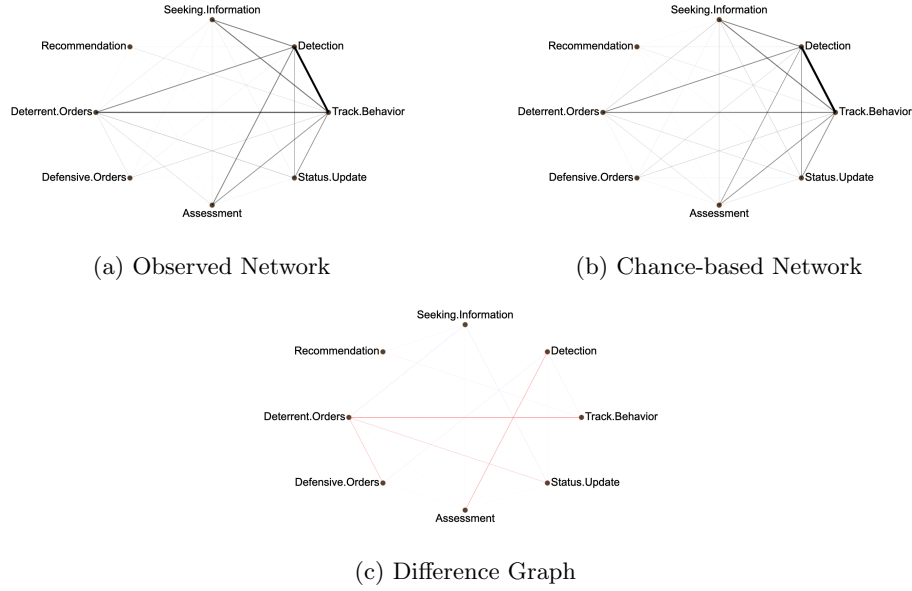 Seeking.Information
Recommendation
Detection
Deterrent.Orders
Track.Behavior
Defensive.Orders
Status.Update
Assessment
(a) Observed Network
Seeking.Information
Recommendation
Detection
Deterrent.Orders
Track.Behavior
Defensive.Orders
Status.Update
Assessment
(b) Chance-based Network
Seeking.Information
Recommendation
Detection
Deterrent.Orders
Track.Behavior
Defensive.Orders
Status.Update
Assessment
(c) Difference Graph